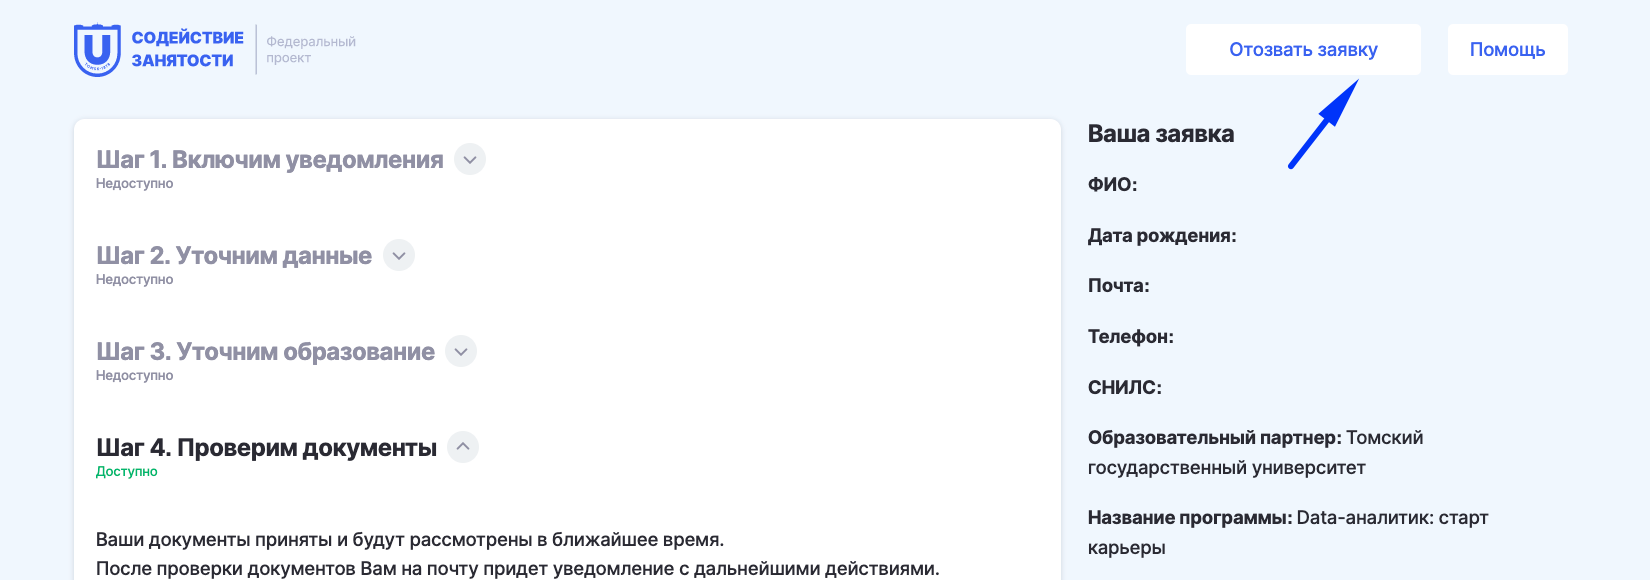 СОДЕЙСТВИЕ
ЗАНЯТОСТИ
Федеральный
проект
Отозвать заявку
Помощь
Шаг 1. Включим уведомления
Недоступно
Шаг 2. Уточним данные
Недоступно
Шаг 3. Уточним образование
Недоступно
Шаг 4. Проверим документы
Доступно
Ваши документы приняты и будут рассмотрены в ближайшее время.
После проверки документов Вам на почту придет уведомление с дальнейшими действиями.
Ваша заявка
ФИО:
Дата рождения:
Почта:
Телефон:
СНИЛС:
Образовательный партнер: Томский
государственный университет
Название программы: Data-аналитик: старт
карьеры